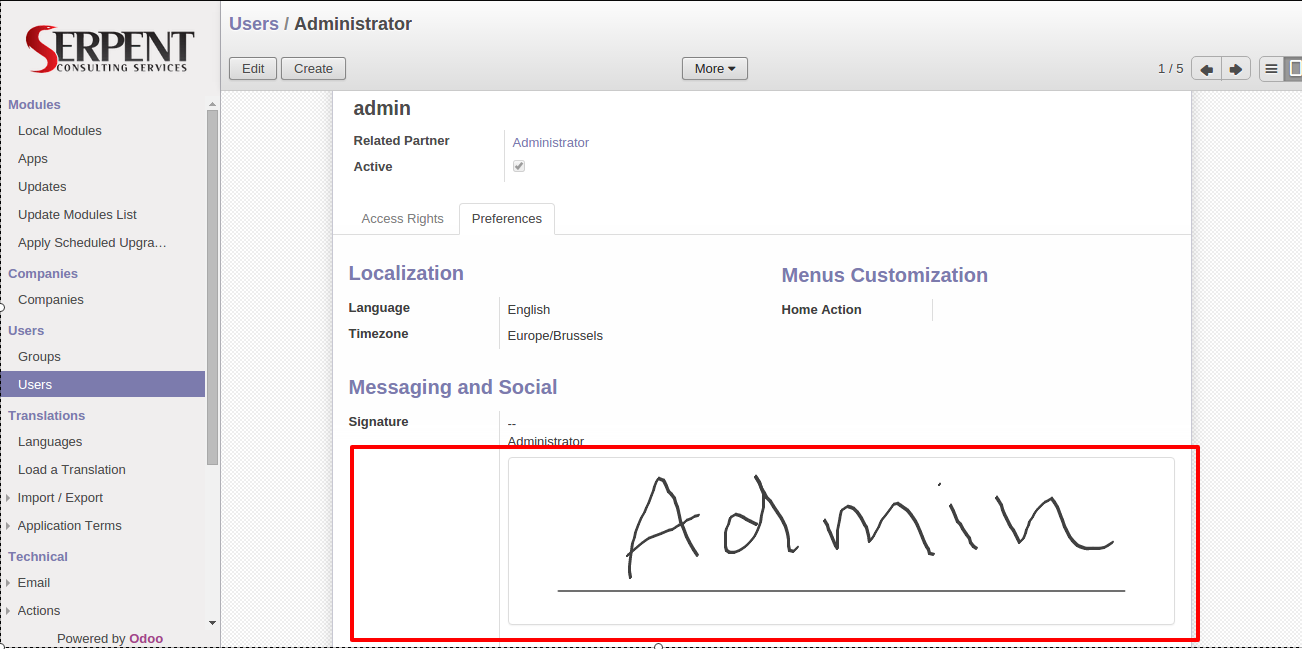 SERPENT
CONSULTING SERVICES
Modules
Local Modules
Apps
Updates
Update Modules List
Apply Scheduled Upgra…
Companies
Companies
Users
Groups
Users
Translations
Languages
Load a Translation
Import / Export
Application Terms
Technical
Email
Actions
Powered by Odoo
Users / Administrator
Edit
Create
More
1 / 5
admin
Related Partner
Administrator
Active
Access Rights
Preferences
Localization
Language
English
Timezone
Europe/Brussels
Menus Customization
Home Action
Messaging and Social
Signature
--
Administrator
Admin